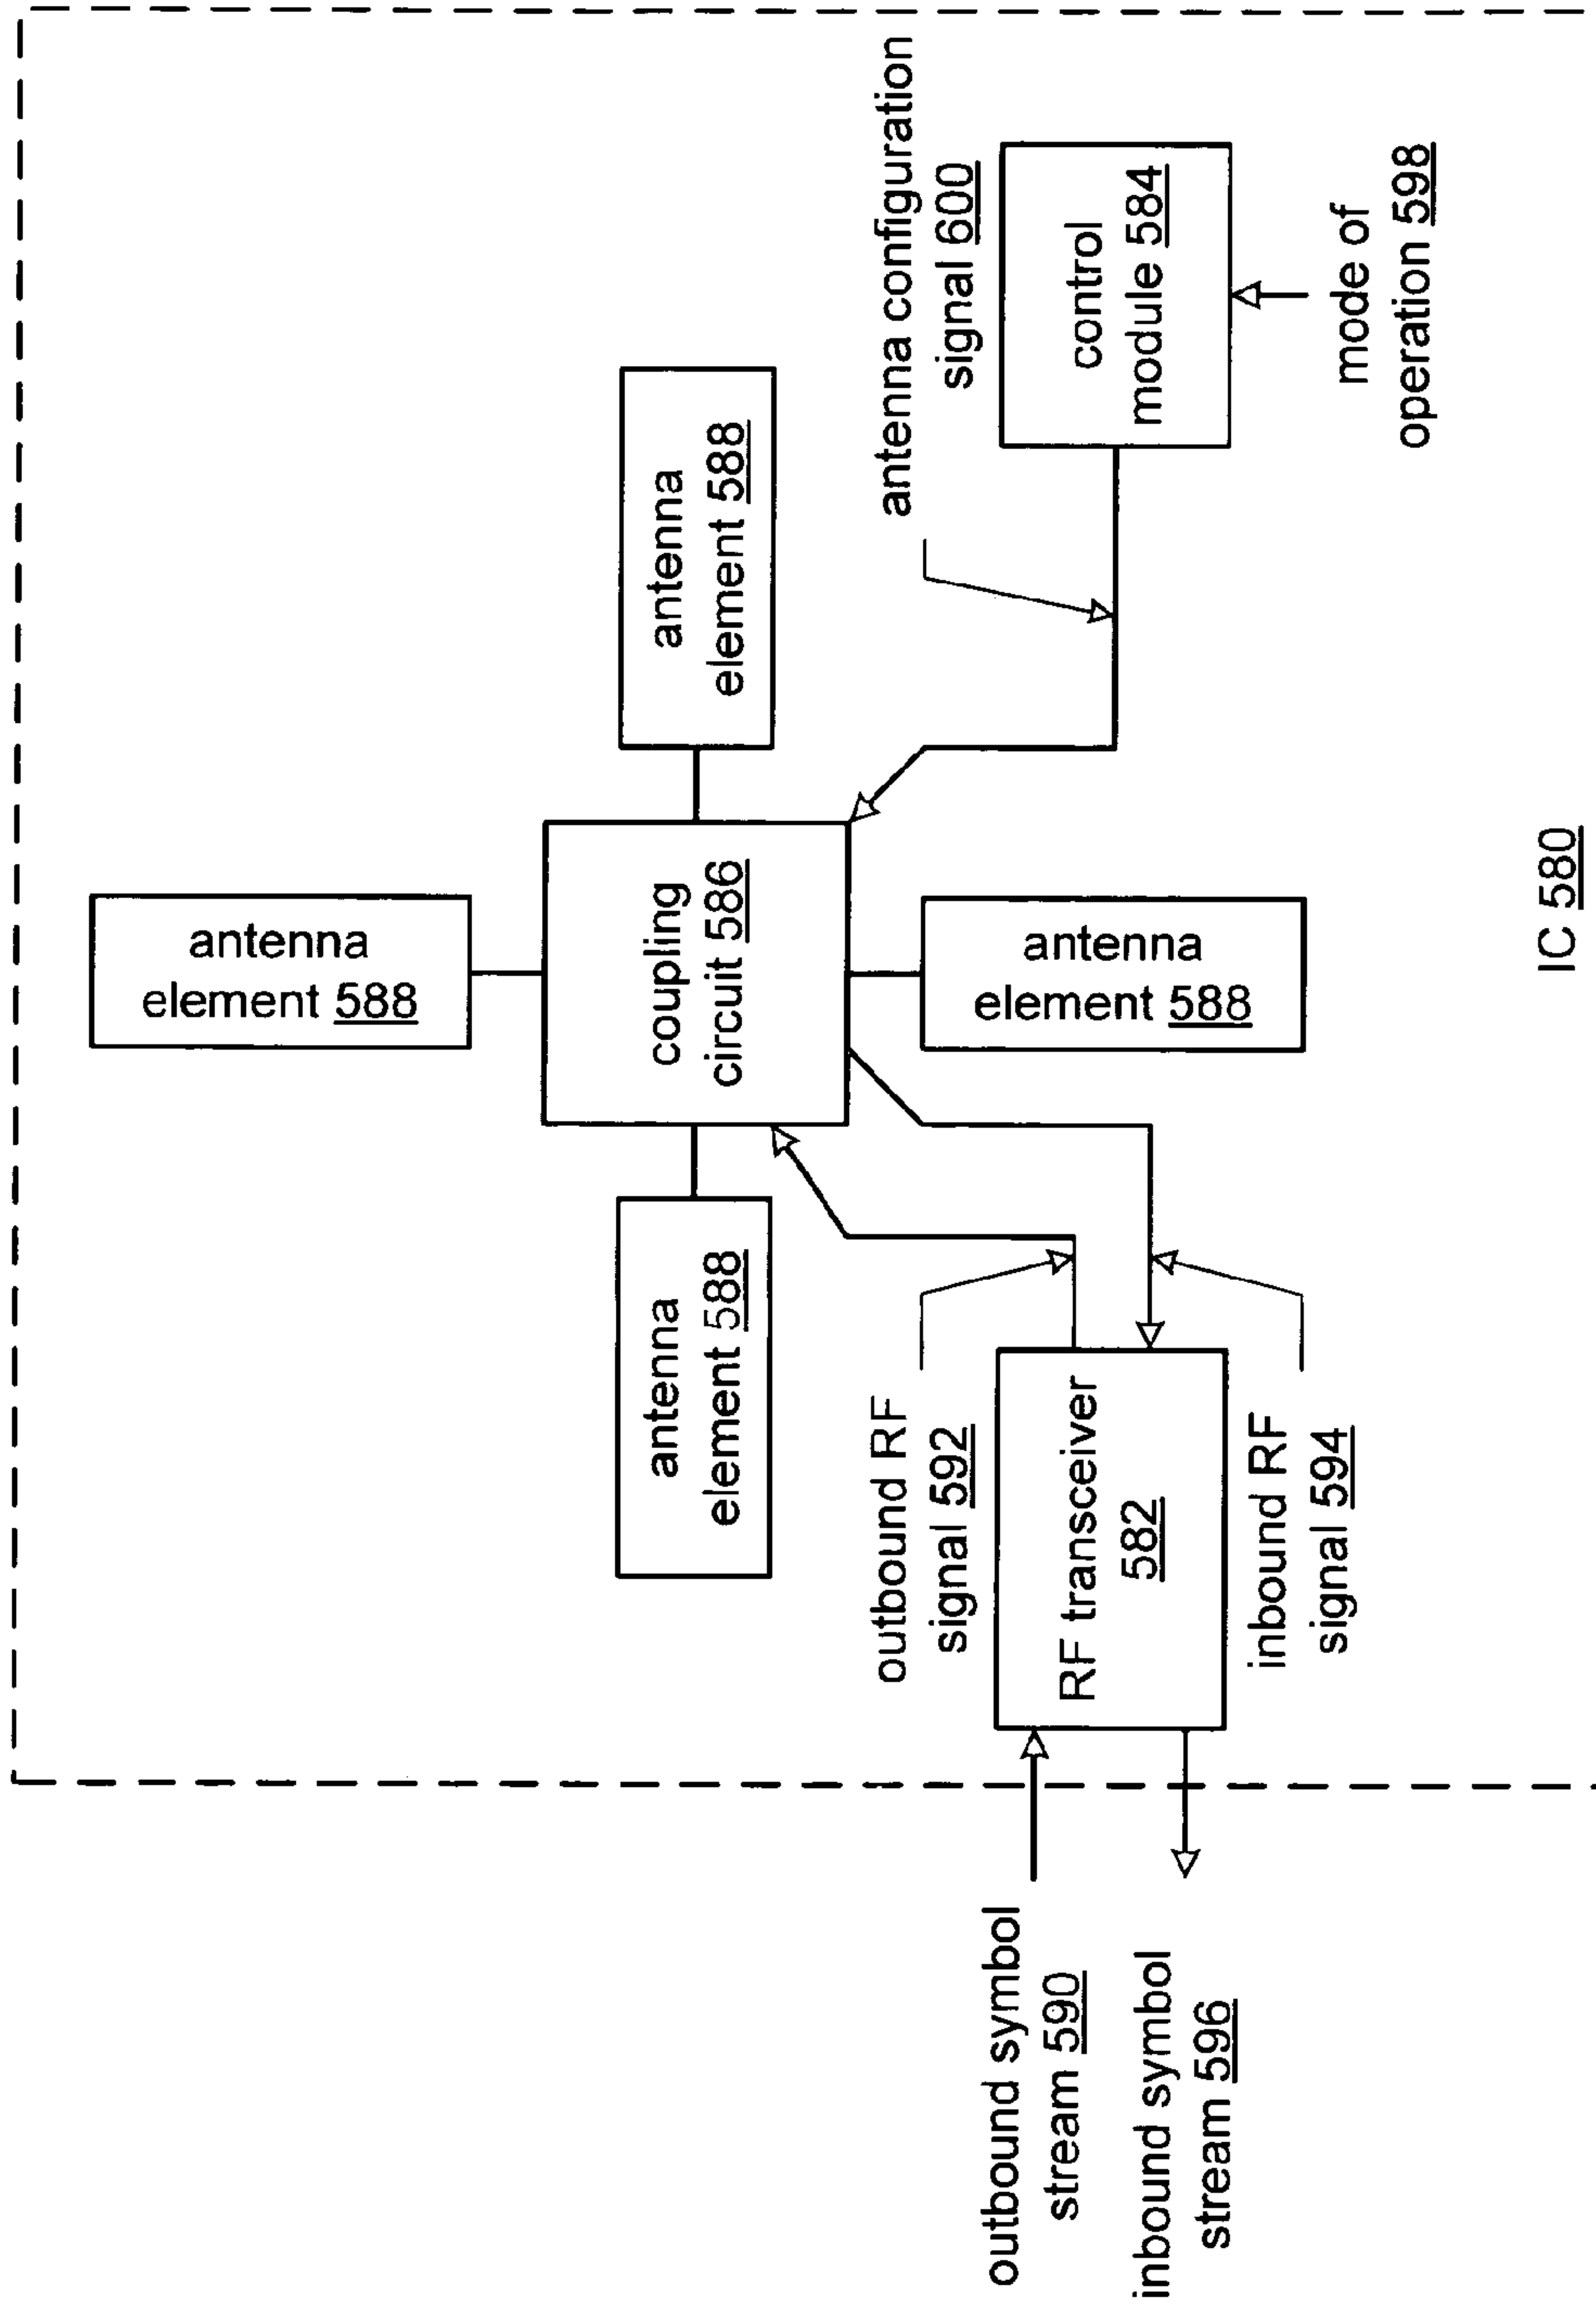 antenna
element 588
antenna
element 588
coupling
circuit 586
antenna
element 588
antenna
element 588
antenna configuration
signal 600
control
module 584
mode of
operation 598
outbound RF
signal 592
RF transceiver
582
inbound RF
signal 594
outbound symbol
stream 590
inbound symbol
stream 596
IC 580